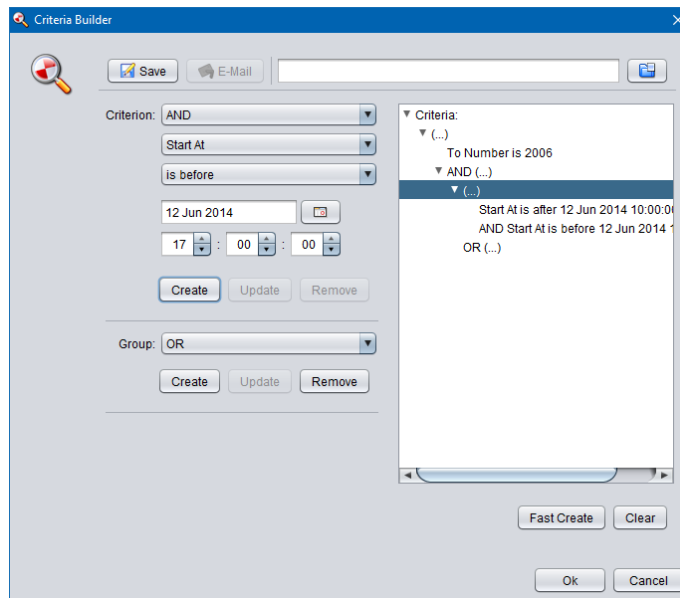 Criteria Builder
Save
E-Mail
Criterion: AND
Start At
is before
12 Jun 2014
17 : 00 : 00
Create Update Remove
Group: OR
Create Update Remove
Criteria:
(...)
To Number is 2006
AND (...)
(...)
Start At is after 12 Jun 2014 10:00:00
AND Start At is before 12 Jun 2014 1
OR (...)
Fast Create Clear
Ok Cancel